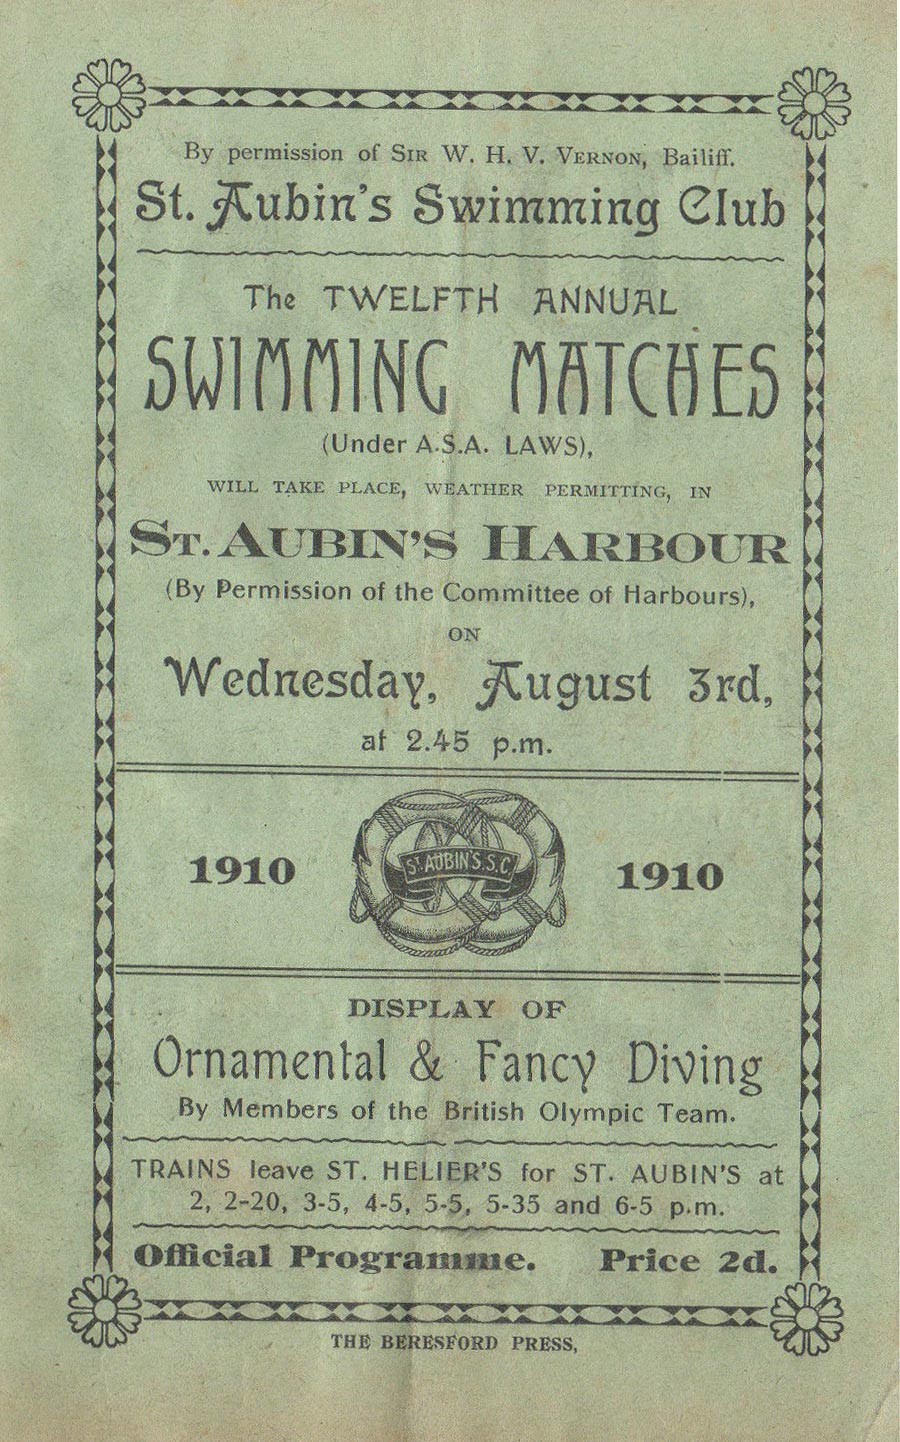 By permission of SIR W. H. V. VERNON, Bailiff.
St. Aubin's Swimming Club
The TWELFTH ANNUAL
SWIMMING MATCHES
(Under A.S.A. LAWS),
WILL TAKE PLACE, WEATHER PERMITTING, IN
ST. AUBIN'S HARBOUR
(By Permission of the Committee of Harbours),
ON
Wednesday, August 3rd,
at 2.45 p.m.
1910 ST AUBIN'S.S.C 1910
DISPLAY OF
Ornamental & Fancy Diving
By Members of the British Olympic Team.
TRAINS leave ST. HELIER'S for ST. AUBIN'S at
2, 2-20, 3-5, 4-5, 5-5, 5-35 and 6-5 p.m.
Official Programme. Price 2d.
THE BERESFORD PRESS,